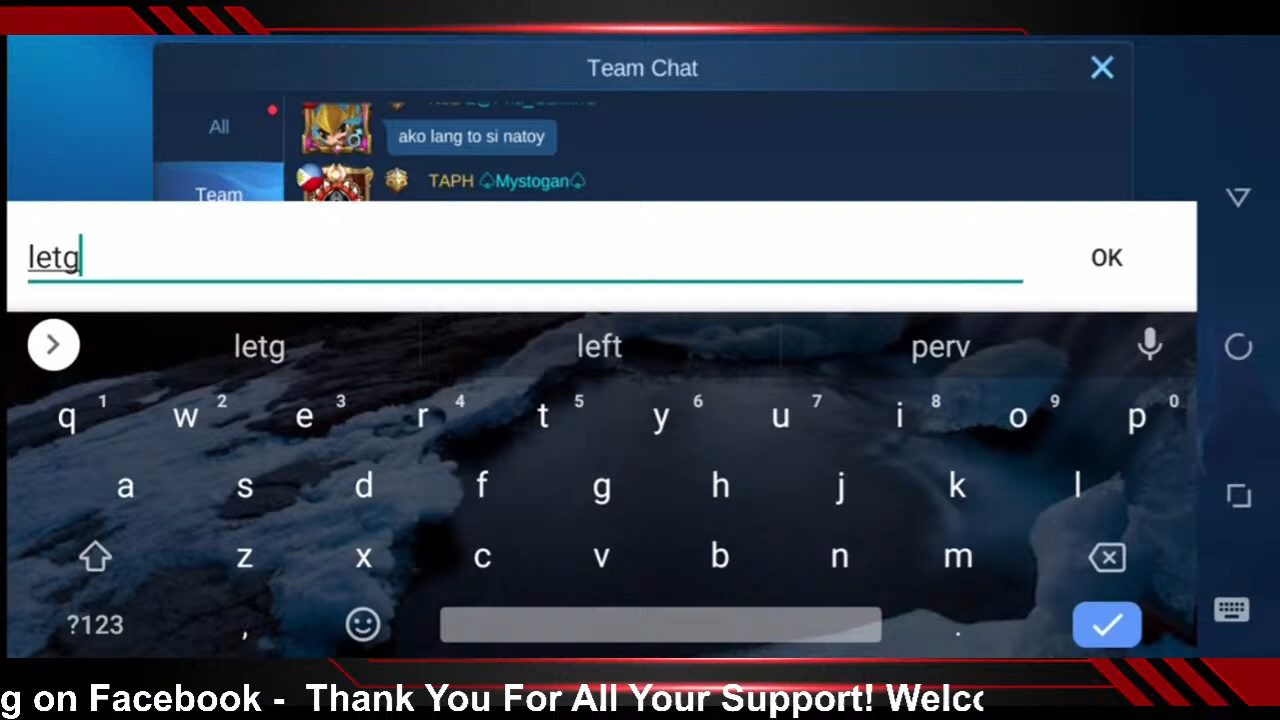 Team Chat
All
ako lang to si natoy
Team
TAPH ♤Mystogan♤
letg
OK
letg left perv
q 1 w 2 e 3 r 4 t 5 y 6 u 7 i 8 o 9 p 0
a s d f g h j k l
z x c v b n m
?123 , .
g on Facebook - Thank You For All Your Support! Welco